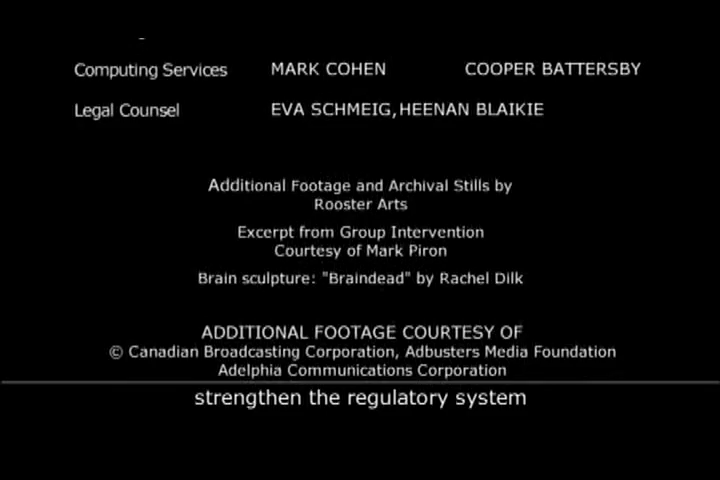 Computing Services MARK COHEN COOPER BATTERSBY
Legal Counsel EVA SCHMEIG,HEENAN BLAIKIE
Additional Footage and Archival Stills by
Rooster Arts
Excerpt from Group Intervention
Courtesy of Mark Piron
Brain sculpture: "Braindead" by Rachel Dilk
ADDITIONAL FOOTAGE COURTESY OF
© Canadian Broadcasting Corporation, Adbusters Media Foundation
Adelphia Communications Corporation
strengthen the regulatory system